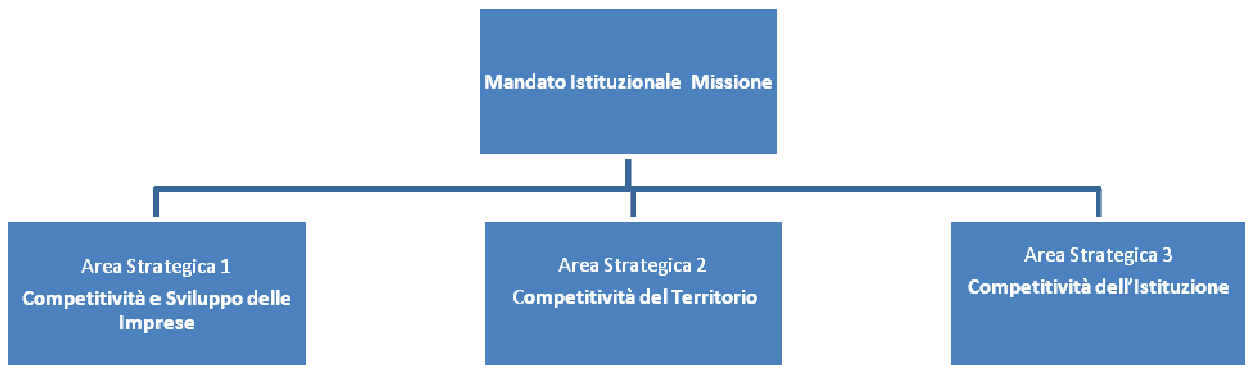 Mandato Istituzionale Missione
Area Strategica 1
Competitività e Sviluppo delle
Imprese
Area Strategica 2
Competitività del Territorio
Area Strategica 3
Competitività dell'Istituzione